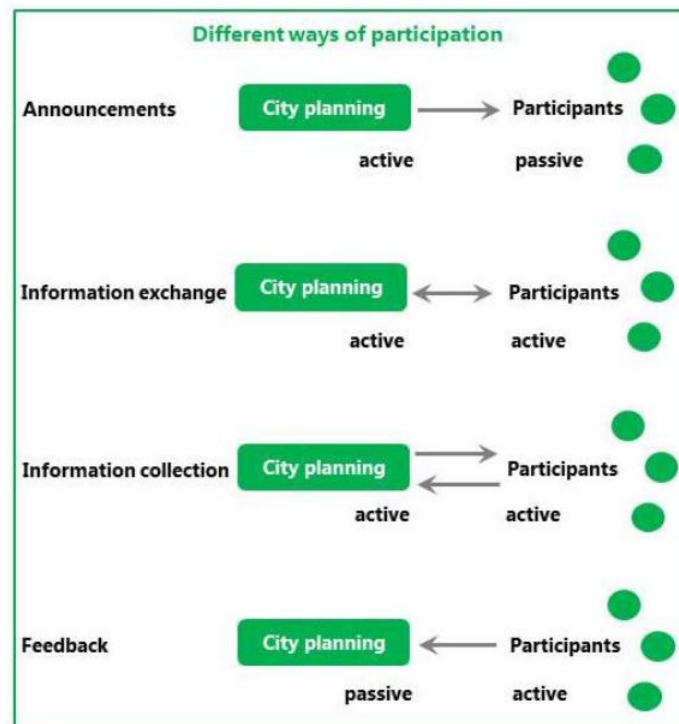 Different ways of participation
Announcements City planning Participants
active passive
Information exchange City planning Participants
active active
Information collection City planning Participants
active active
Feedback City planning Participants
passive active